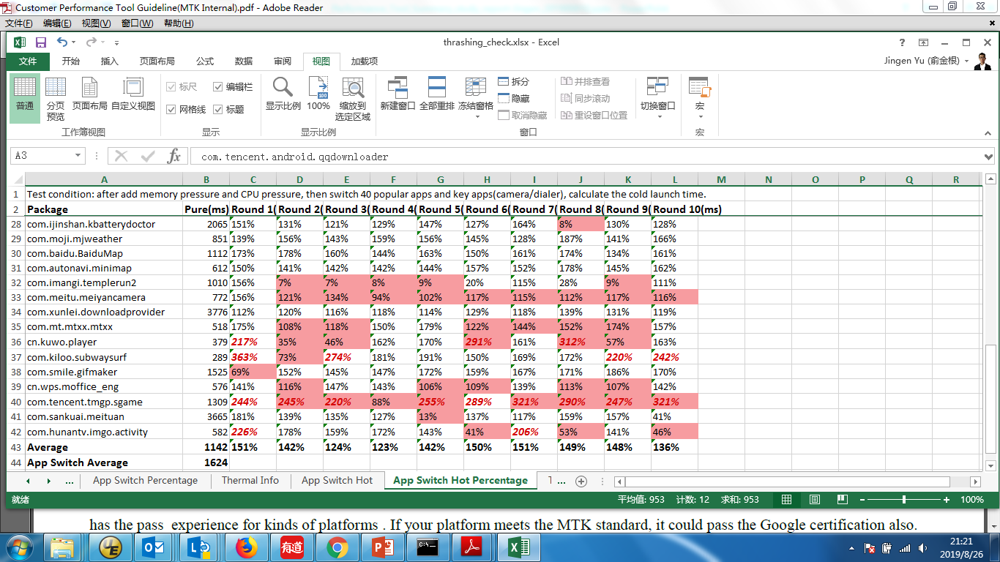 Customer Performance Tool Guideline(MTK Internal).pdf - Adobe Reader
文件(F) 编辑(E) 视图(V) 窗口(W) 帮助(H)
thrashing_check.xlsx - Excel
文件 开始 插入 页面布局 公式 数据 审阅 视图 加载项 Jingen Yu (俞金根)
普通 分页预览 页面布局 自定义视图 标尺 编辑栏 网格线 标题 显示比例 100% 缩放到选定区域 新建窗口 全部重排 冻结窗格 拆分 隐藏 取消隐藏 并排查看 同步滚动 重设窗口位置 切换窗口 宏
工作簿视图 显示 显示比例 窗口 宏
A3 fx com.tencent.android.qqdownloader
A B C D E F G H I J K L M N O P Q R
1 Test condition: after add memory pressure and CPU pressure, then switch 40 popular apps and key apps(camera/dialer), calculate the cold launch time.
2 Package Pure(ms) Round 1( Round 2( Round 3( Round 4( Round 5( Round 6( Round 7( Round 8( Round 9( Round 10(ms)
28 com.ijinshan.kbatterydoctor 2065 151% 131% 121% 129% 147% 127% 164% 8% 130% 128%
29 com.moji.mjweather 851 139% 156% 143% 159% 156% 145% 128% 187% 141% 166%
30 com.baidu.BaiduMap 1112 173% 178% 160% 144% 163% 150% 161% 174% 134% 161%
31 com.autonavi.minimap 612 150% 141% 142% 142% 144% 157% 152% 178% 145% 162%
32 com.imangi.templerun2 1010 156% 7% 7% 8% 9% 20% 115% 28% 9% 111%
33 com.meitu.meiyancamera 772 156% 121% 134% 94% 102% 117% 115% 112% 117% 116%
34 com.xunlei.downloadprovider 3776 112% 120% 116% 118% 114% 129% 118% 139% 131% 119%
35 com.mt.mtxx.mtxx 518 175% 108% 118% 150% 179% 122% 144% 152% 174% 157%
36 cn.kuwo.player 379 217% 35% 46% 162% 170% 291% 161% 312% 57% 163%
37 com.kiloo.subwaysurf 289 363% 73% 274% 181% 191% 150% 169% 172% 220% 242%
38 com.smile.gifmaker 1525 69% 152% 145% 147% 172% 159% 167% 171% 186% 170%
39 cn.wps.moffice_eng 576 141% 116% 147% 143% 106% 109% 139% 113% 107% 142%
40 com.tencent.tmgp.sgame 1309 244% 245% 220% 88% 255% 289% 321% 290% 247% 321%
41 com.sankuai.meituan 3665 181% 139% 135% 127% 13% 137% 117% 159% 157% 41%
42 com.hunantv.imgo.activity 582 226% 178% 159% 172% 143% 41% 206% 53% 141% 46%
43 Average 1142 151% 142% 124% 123% 142% 150% 151% 149% 148% 136%
44 App Switch Average 1624
... App Switch Percentage Thermal Info App Switch Hot App Switch Hot Percentage ...
就绪 平均值: 953 计数: 12 求和: 953 100%
has the pass experience for kinds of platforms . If your platform meets the MTK standard, it could pass the Google certification also.
有道
21:21
2019/8/26